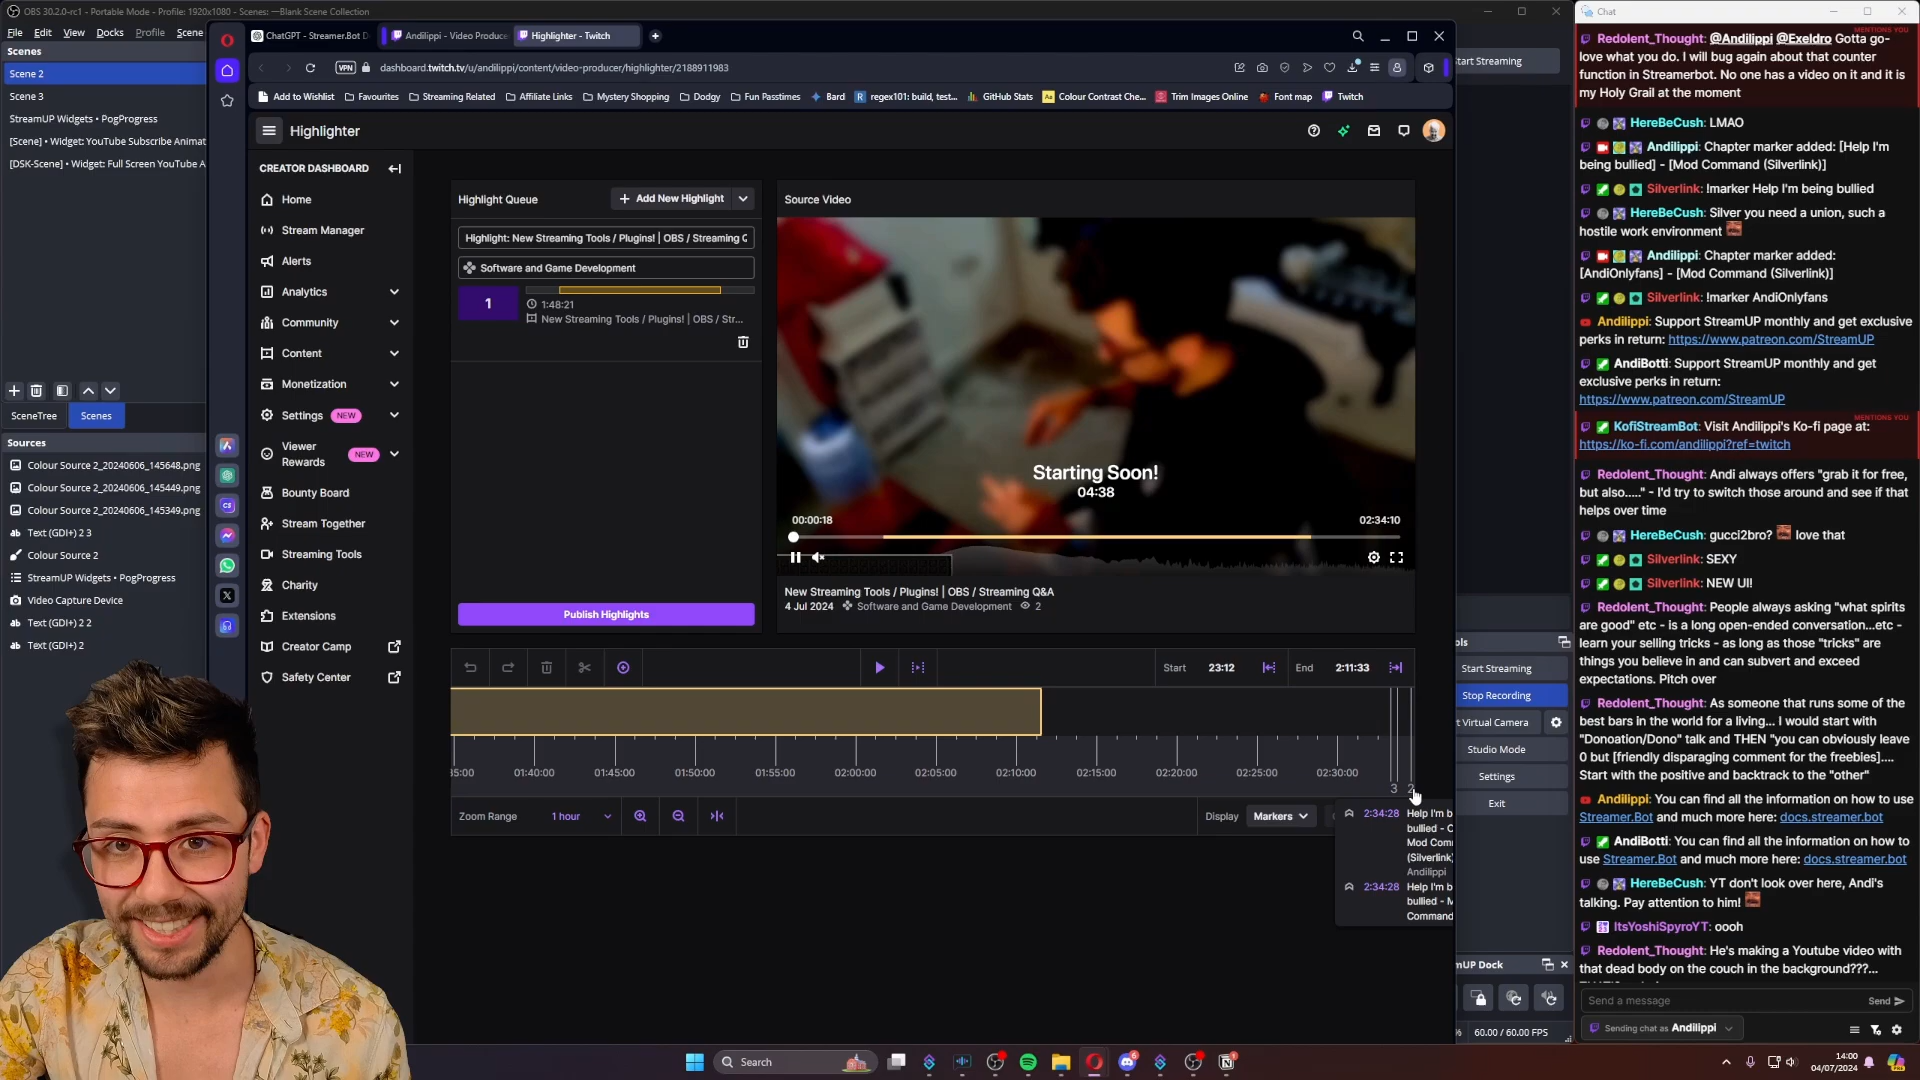 OBS 30.2.0-rc1 - Portable Mode - Profile: 1920x1080 - Scenes: —Blank Scene Collection
File Edit View Docks Profile Scene
Scenes
Scene 2
Scene 3
StreamUP Widgets • PogProgress
[Scene] • Widget: YouTube Subscribe Animat
[DSK-Scene] • Widget: Full Screen YouTube A
SceneTree Scenes
Sources
Colour Source 2_20240606_145648.png
Colour Source 2_20240606_145449.png
Colour Source 2_20240606_145349.png
Text (GDI+) 2 3
Colour Source 2
StreamUP Widgets • PogProgress
Video Capture Device
Text (GDI+) 2 2
Text (GDI+) 2
ChatGPT - Streamer.Bot D
Andilippi - Video Produce
Highlighter - Twitch
VPN dashboard.twitch.tv/u/andilippi/content/video-producer/highlighter/2188911983
Add to Wishlist Favourites Streaming Related Affiliate Links Mystery Shopping Dodgy Fun Passtimes Bard regex101: build, test... GitHub Stats Colour Contrast Che... Trim Images Online Font map Twitch
Highlighter
CREATOR DASHBOARD
Home
Stream Manager
Alerts
Analytics
Community
Content
Monetization
Settings NEW
Viewer
Rewards NEW
Bounty Board
Stream Together
Streaming Tools
Charity
Extensions
Creator Camp
Safety Center
Highlight Queue Add New Highlight
Highlight: New Streaming Tools / Plugins! | OBS / Streaming Q
Software and Game Development
1
1:48:21
New Streaming Tools / Plugins! | OBS / Str...
Publish Highlights
Source Video
Starting Soon!
04:38
00:00:18 02:34:10
New Streaming Tools / Plugins! | OBS / Streaming Q&A
4 Jul 2024 Software and Game Development 2
Start 23:12 End 2:11:33
35:00 01:40:00 01:45:00 01:50:00 01:55:00 02:00:00 02:05:00 02:10:00 02:15:00 02:20:00 02:25:00 02:30:00
3 2
Zoom Range 1 hour
Display Markers
2:34:28 Help I'm b
bullied - C
Mod Com
(Silverlink)
Andilippi
2:34:28 Help I'm b
bullied - M
Command
tart Streaming
ols
Start Streaming
Stop Recording
t Virtual Camera
Studio Mode
Settings
Exit
mUP Dock
% 60.00 / 60.00 FPS
Chat
MENTIONS YOU
Redolent_Thought: @Andilippi @Exeldro Gotta go-
love what you do. I will bug again about that counter
function in Streamerbot. No one has a video on it and it is
my Holy Grail at the moment
HereBeCush: LMAO
Andilippi: Chapter marker added: [Help I'm
being bullied] - [Mod Command (Silverlink)]
Silverlink: !marker Help I'm being bullied
HereBeCush: Silver you need a union, such a
hostile work environment
Andilippi: Chapter marker added:
[AndiOnlyfans] - [Mod Command (Silverlink)]
Silverlink: !marker AndiOnlyfans
Andilippi: Support StreamUP monthly and get exclusive
perks in return: https://www.patreon.com/StreamUP
AndiBotti: Support StreamUP monthly and get
exclusive perks in return:
https://www.patreon.com/StreamUP
MENTIONS YOU
KofiStreamBot: Visit Andilippi's Ko-fi page at:
https://ko-fi.com/andilippi?ref=twitch
Redolent_Thought: Andi always offers "grab it for free,
but also....." - I'd try to switch those around and see if that
helps over time
HereBeCush: gucci2bro? love that
Silverlink: SEXY
Silverlink: NEW UI!
Redolent_Thought: People always asking "what spirits
are good" etc - is a long open-ended conversation...etc -
learn your selling tricks - as long as those "tricks" are
things you believe in and can subvert and exceed
expectations. Pitch over
Redolent_Thought: As someone that runs some of the
best bars in the world for a living... I would start with
"Donoation/Dono" talk and THEN "you can obviously leave
0 but [friendly disparaging comment for the freebies]....
Start with the positive and backtrack to the "other"
Andilippi: You can find all the information on how to use
Streamer.Bot and much more here: docs.streamer.bot
AndiBotti: You can find all the information on how to
use Streamer.Bot and much more here: docs.streamer.bot
HereBeCush: YT don't look over here, Andi's
talking. Pay attention to him!
ItsYoshiSpyroYT: oooh
Redolent_Thought: He's making a Youtube video with
that dead body on the couch in the background???...
Send a message Send
Sending chat as Andilippi
Search
14:00
04/07/2024